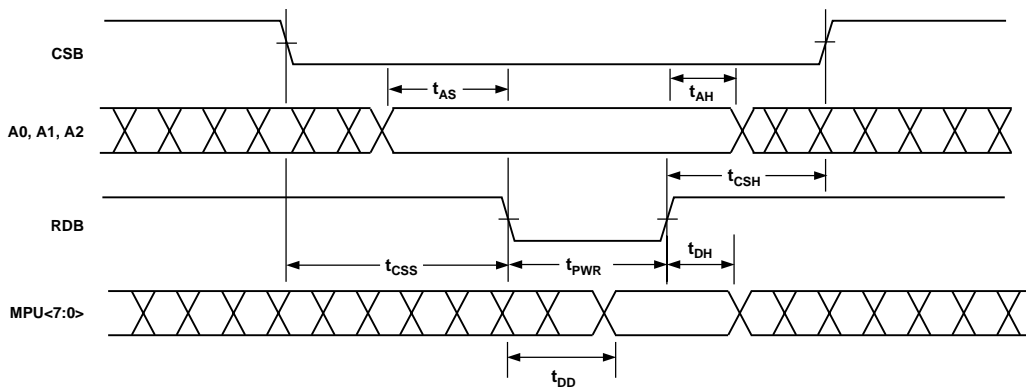 CSB
tAS
tAH
A0, A1, A2
tCSH
RDB
tCSS
tPWR
tDH
MPU<7:0>
tDD